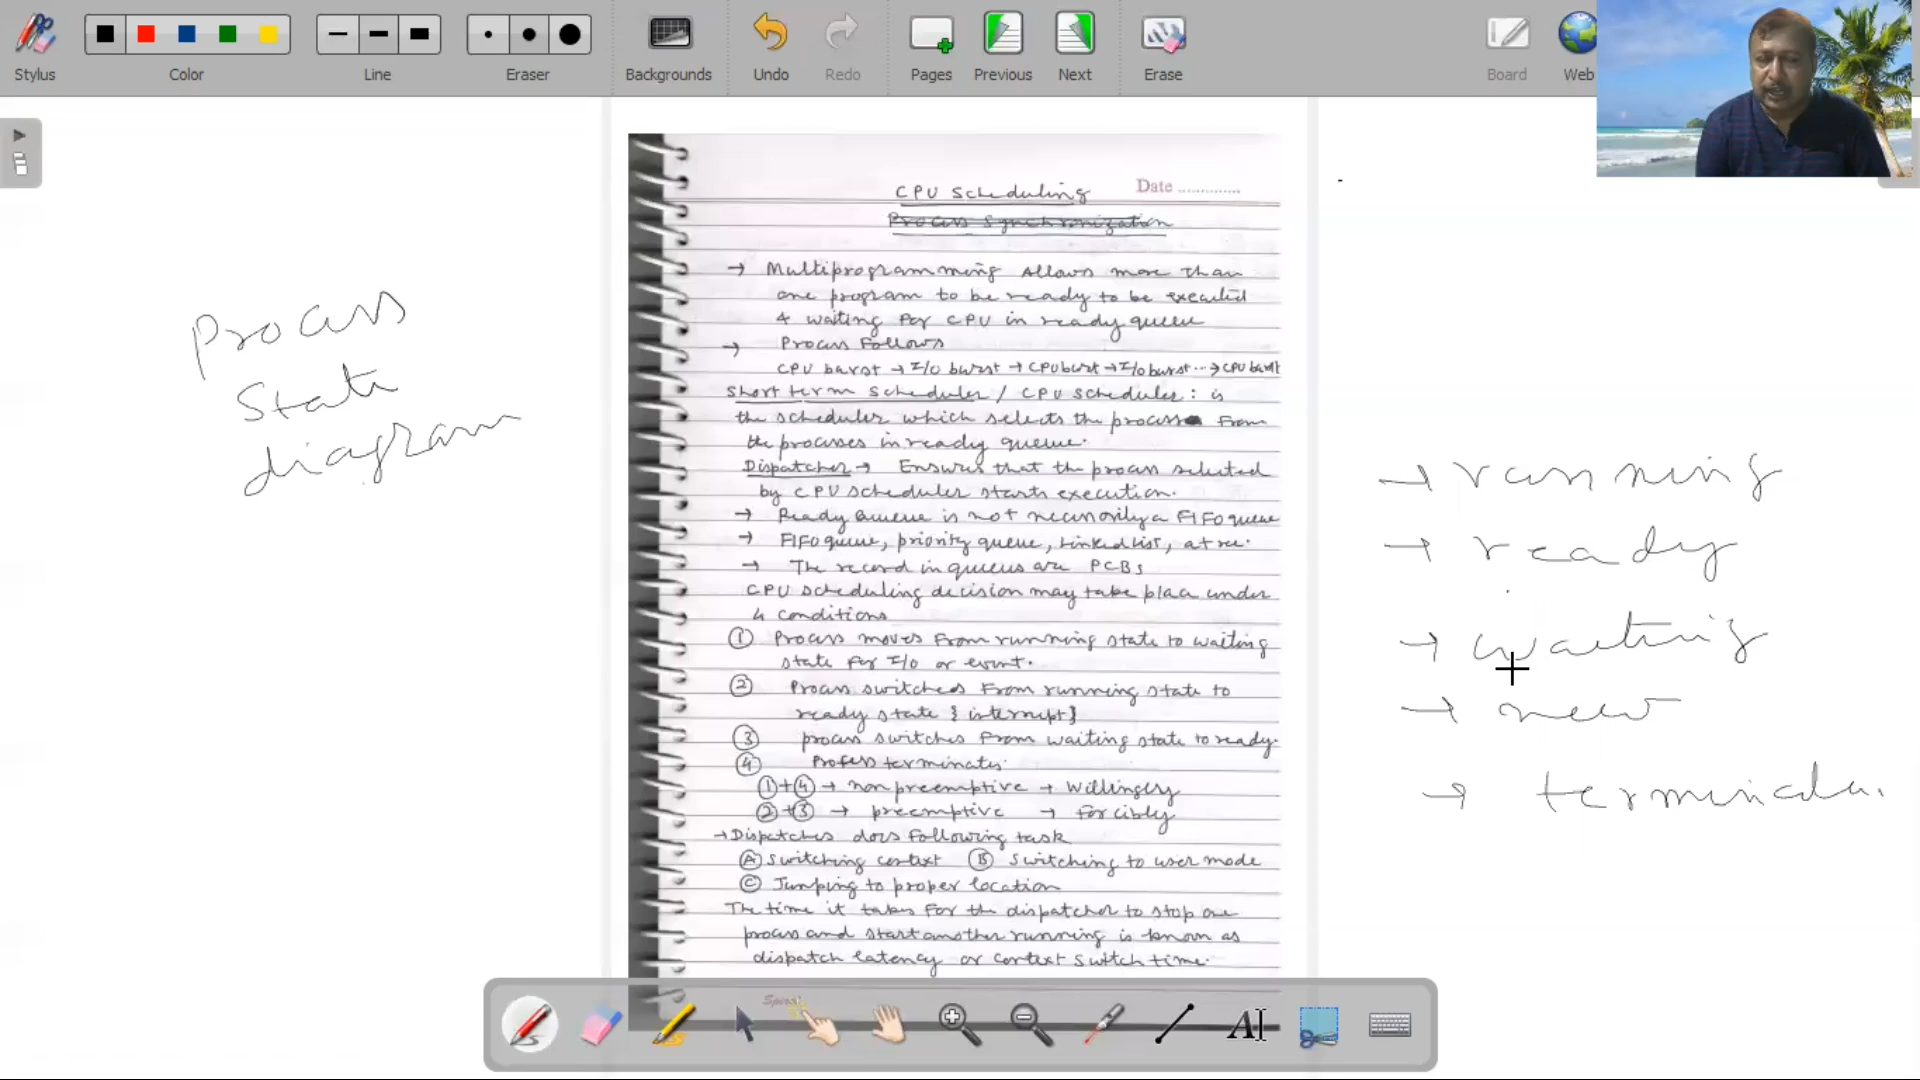 Stylus
Color
Line
Eraser
Backgrounds
Undo
Redo
Pages
Previous
Next
Erase
Board
Web
Process
State
diagram
CPU Scheduling
Date ..............
Process Synchronization
→ Multiprogramming allows more than
one program to be ready to be executed
& waiting for CPU in ready queue
→ Process Follows
CPU burst → I/O burst → CPU burst → I/O burst ... → CPU burst
Short term Scheduler / CPU scheduler : is
the scheduler which selects the process from
the processes in ready queue.
Dispatcher → Ensures that the process selected
by CPU scheduler starts execution.
→ Ready Queue is not necessarily a FIFO queue
→ FIFO queue, priority queue, Linked List, a tree.
→ The record in queues are PCBs
CPU scheduling decision may take place under
4 conditions
① Process moves from running state to waiting
state for I/O or event.
② Process switches from running state to
ready state { interrupt }
③ process switches from waiting state to ready.
④ Process terminates.
①+④ → non preemptive → Willingly
②+③ → preemptive → forcibly
→ Dispatches does following task
Ⓐ Switching context Ⓑ Switching to user mode
Ⓒ Jumping to proper location
The time it takes for the dispatcher to stop one
process and start another running is known as
dispatch latency or context switch time.
Spiral
→ running
→ ready
→ waiting
→ new